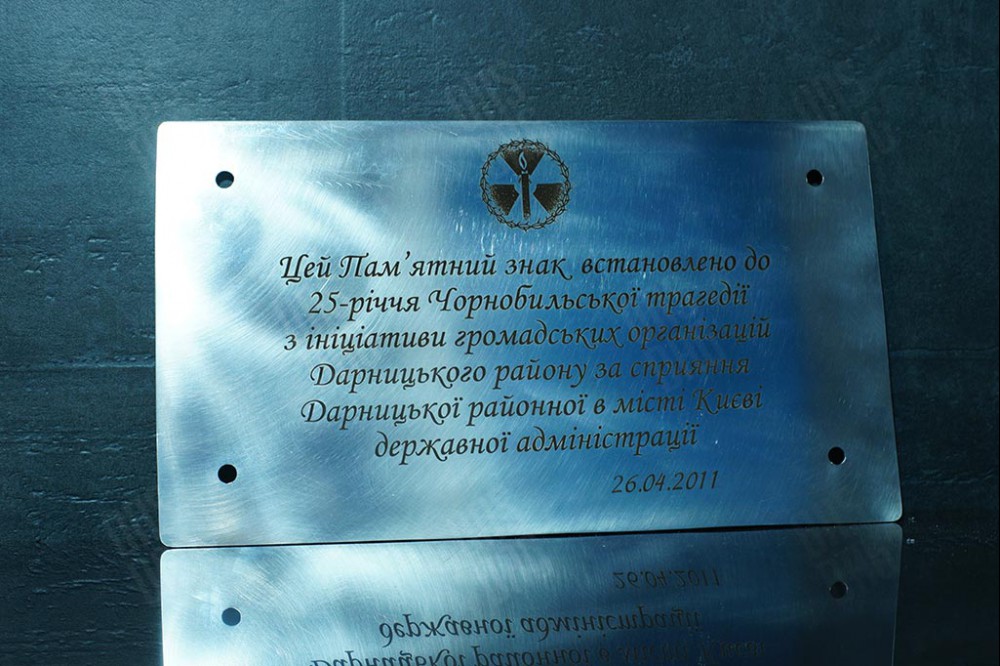 Цей Пам’ятний знак встановлено до
25-річчя Чорнобильської трагедії
з ініціативи громадських організацій
Дарницького району за сприяння
Дарницької районної в місті Києві
державної адміністрації
26.04.2011